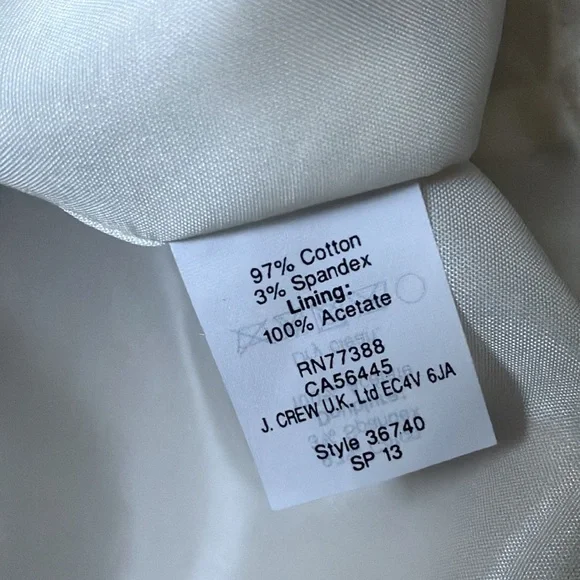 97% Cotton
3% Spandex
Lining:
100% Acetate
RN77388
CA56445
J. CREW U.K. Ltd EC4V 6JA
Style 36740
SP 13